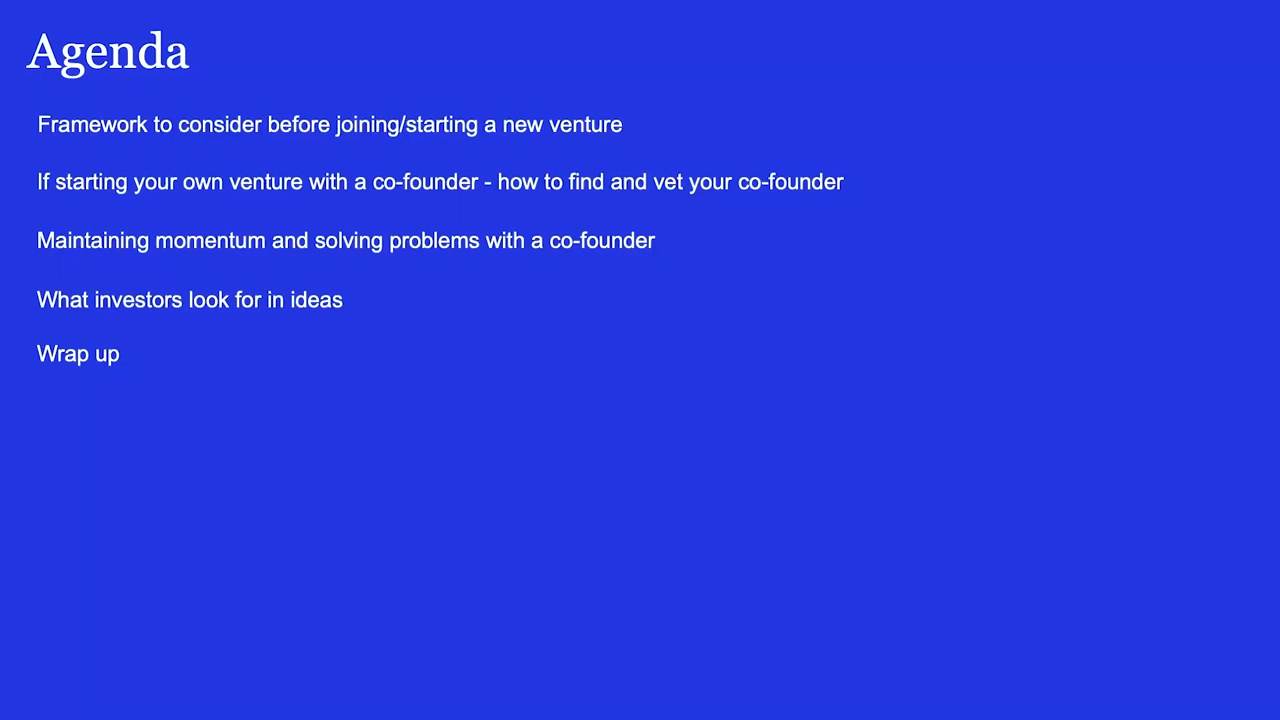 Agenda
Framework to consider before joining/starting a new venture
If starting your own venture with a co-founder - how to find and vet your co-founder
Maintaining momentum and solving problems with a co-founder
What investors look for in ideas
Wrap up